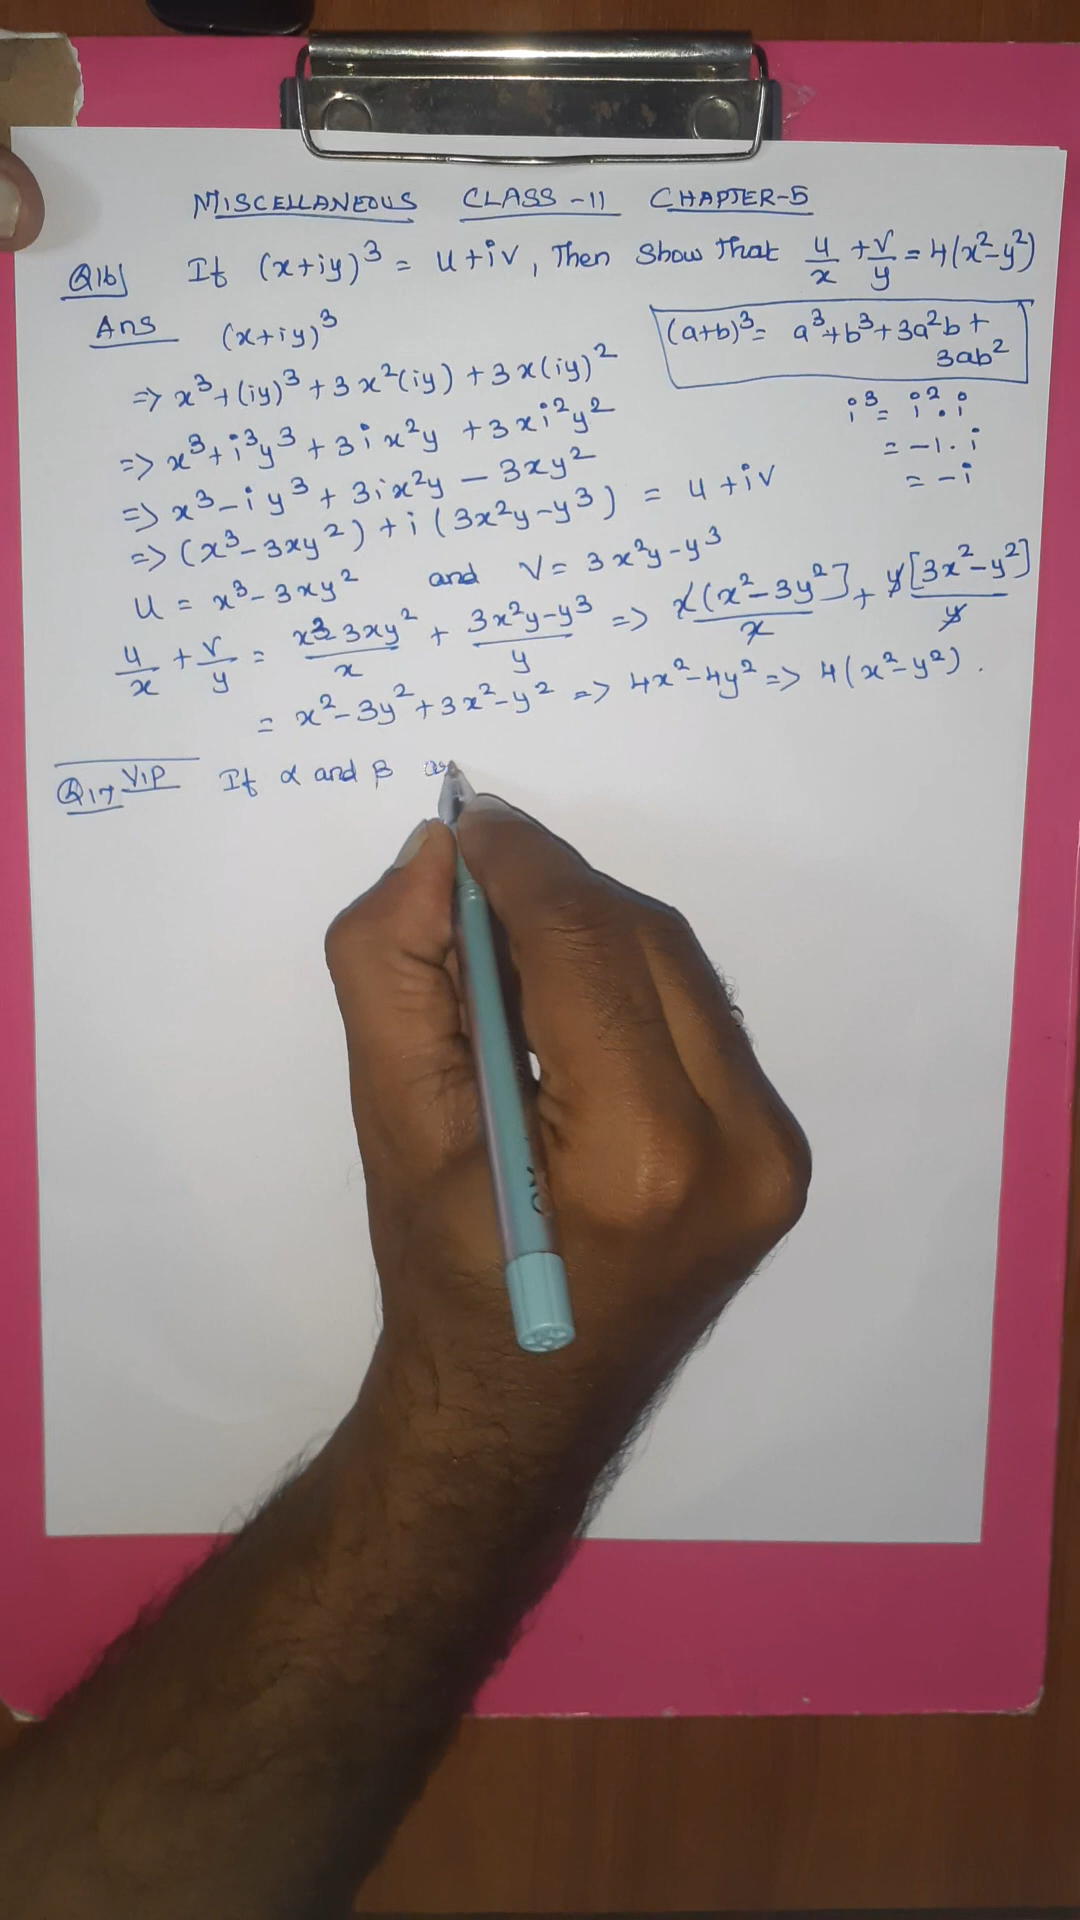 MISCELLANEOUS CLASS-11 CHAPTER-5
Q16] If (x+iy)³ = u+iv, Then Show That u/x + v/y = 4(x²-y²)
Ans (x+iy)³
(a+b)³= a³+b³+3a²b+
3ab²
=> x³+(iy)³+3x²(iy)+3x(iy)²
i³= i².i
= -1.i
= -i
=> x³+i³y³+3ix²y+3xi²y²
=> x³-iy³+3ix²y-3xy²
=> (x³-3xy²)+i(3x²y-y³) = u+iv
u = x³-3xy² and v= 3x²y-y³
u/x + v/y = x³-3xy²/x + 3x²y-y³/y => x(x²-3y²]/x + y[3x²-y²]/y
= x²-3y²+3x²-y² => 4x²-4y² => 4(x²-y²).
Q17 VIP If α and β